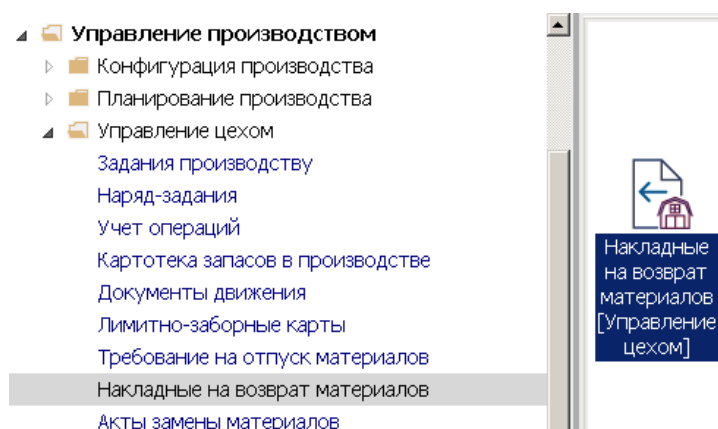 Управление производством
Конфигурация производства
Планирование производства
Управление цехом
Задания производству
Наряд-задания
Учет операций
Картотека запасов в производстве
Документы движения
Лимитно-заборные карты
Требование на отпуск материалов
Накладные на возврат материалов
Акты замены материалов
Накладные
на возврат
материалов
[Управление
цехом]